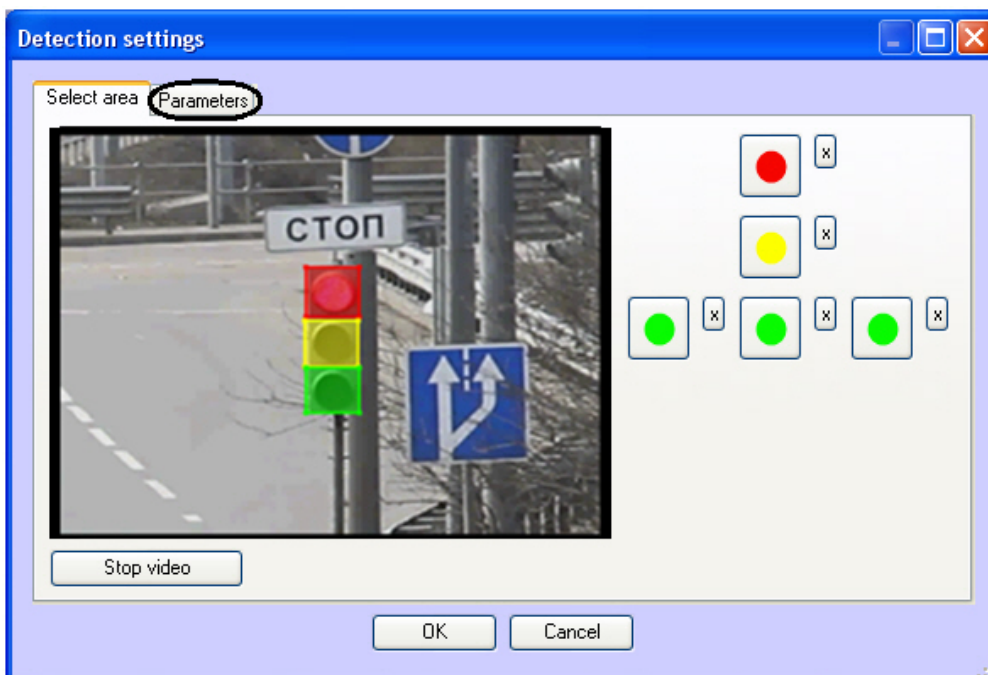 Detection settings
Select area Parameters
СТОП
x
x
x x x
Stop video
OK Cancel